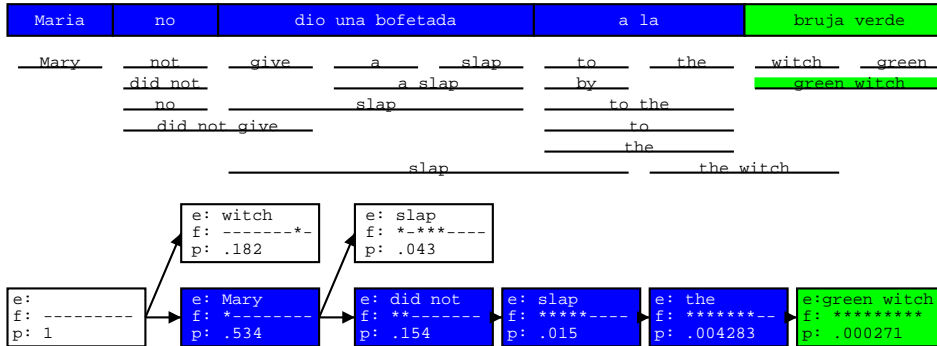 Maria no dio una bofetada a la bruja verde
Mary not give a slap to the witch green
did not a slap by green witch
no slap to the
did not give to
the
slap the witch
e: witch e: slap
f: -------*- f: *-***----
p: .182 p: .043
e: e: Mary e: did not e: slap e: the e:green witch
f: --------- f: *-------- f: **------- f: *****---- f: *******-- f: *********
p: 1 p: .534 p: .154 p: .015 p: .004283 p: .000271